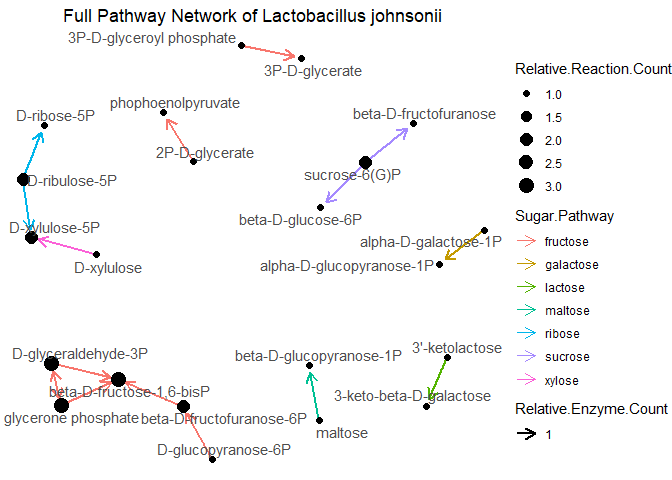 Full Pathway Network of Lactobacillus johnsonii
3P-D-glyceroyl phosphate
3P-D-glycerate
phophoenolpyruvate
D-ribose-5P
beta-D-fructofuranose
2P-D-glycerate
sucrose-6(G)P
D-ribulose-5P
beta-D-glucose-6P
D-xylulose-5P
alpha-D-galactose-1P
D-xylulose
alpha-D-glucopyranose-1P
D-glyceraldehyde-3P
beta-D-glucopyranose-1P
3'-ketolactose
beta-D-fructose-1,6-bisP
3-keto-beta-D-galactose
glycerone phosphate
beta-D-fructofuranose-6P
maltose
D-glucopyranose-6P
Relative.Reaction.Count
1.0
1.5
2.0
2.5
3.0
Sugar.Pathway
fructose
galactose
lactose
maltose
ribose
sucrose
xylose
Relative.Enzyme.Count
1